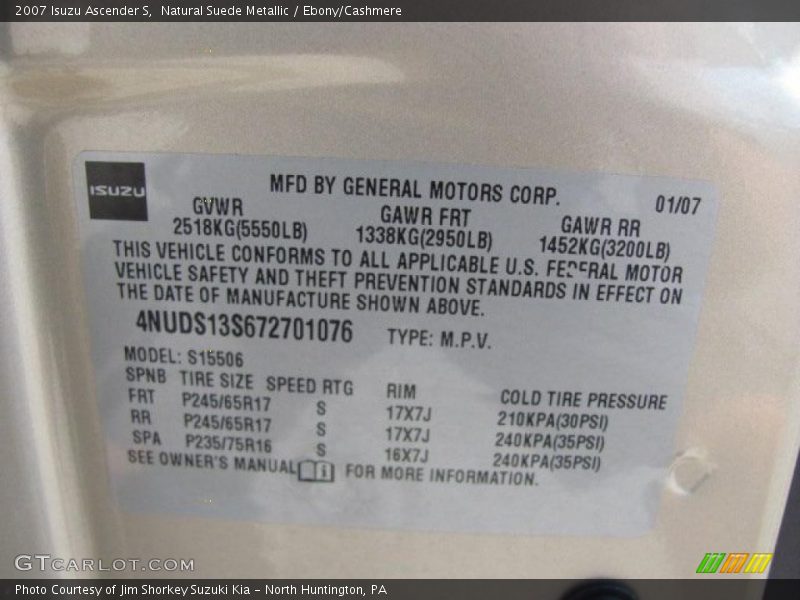 2007 Isuzu Ascender S,  Natural Suede Metallic / Ebony/Cashmere
ISUZU
MFD BY GENERAL MOTORS CORP. 01/07
GVWR GAWR FRT GAWR RR
2518KG(5550LB) 1338KG(2950LB) 1452KG(3200LB)
THIS VEHICLE CONFORMS TO ALL APPLICABLE U.S. FEDERAL MOTOR
VEHICLE SAFETY AND THEFT PREVENTION STANDARDS IN EFFECT ON
THE DATE OF MANUFACTURE SHOWN ABOVE.
4NUDS13S672701076 TYPE: M.P.V.
MODEL: S15506
SPNB TIRE SIZE SPEED RTG RIM COLD TIRE PRESSURE
FRT P245/65R17 S 17X7J 210KPA(30PSI)
RR P245/65R17 S 17X7J 240KPA(35PSI)
SPA P235/75R16 S 16X7J 240KPA(35PSI)
SEE OWNER'S MANUAL FOR MORE INFORMATION.
GTCARLOT.COM
Photo Courtesy of Jim Shorkey Suzuki Kia – North Huntington, PA